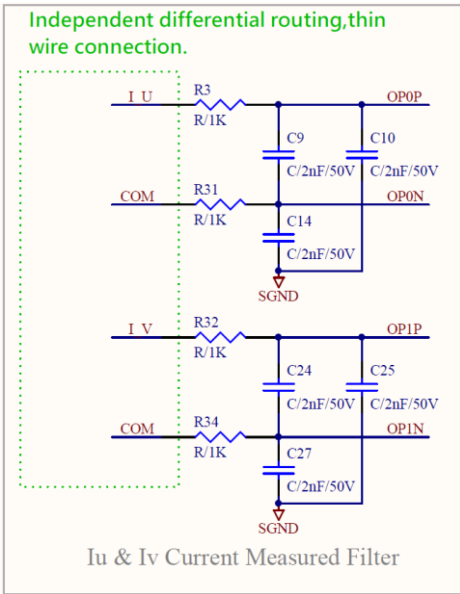 Independent differential routing,thin
wire connection.
I_U
R3
R/1K
OP0P
C9
C/2nF/50V
C10
C/2nF/50V
COM
R31
R/1K
OP0N
C14
C/2nF/50V
SGND
I_V
R32
R/1K
OP1P
C24
C/2nF/50V
C25
C/2nF/50V
COM
R34
R/1K
OP1N
C27
C/2nF/50V
SGND
Iu & Iv Current Measured Filter